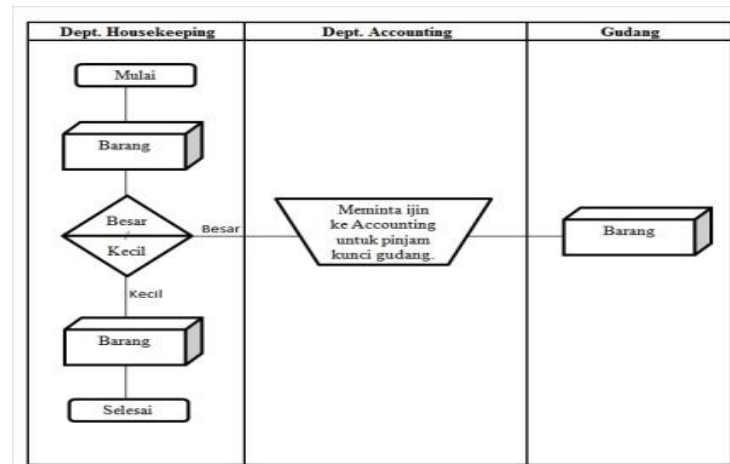 Dept. Housekeeping
Dept. Accounting
Gudang
Mulai
Barang
Besar
/
Kecil
Besar
Meminta ijin
ke Accounting
untuk pinjam
kunci gudang.
Barang
Kecil
Barang
Selesai